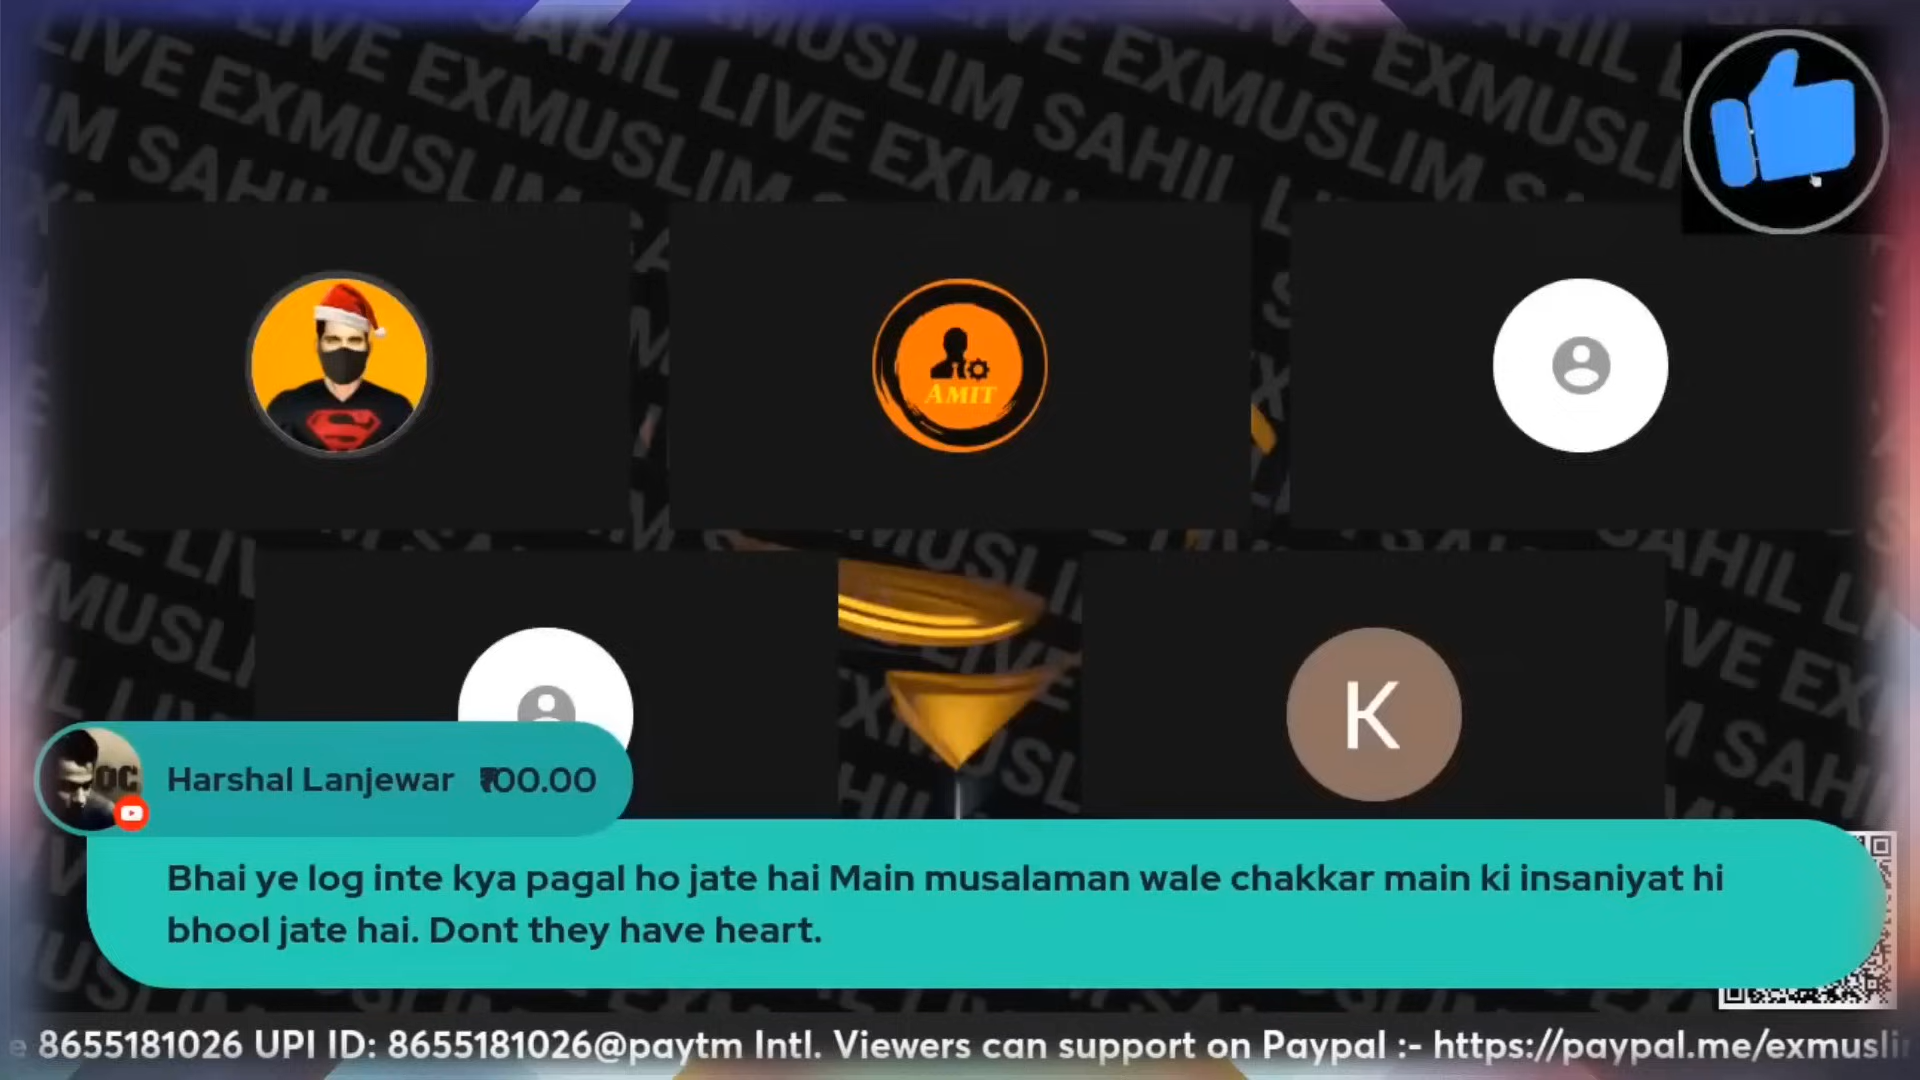 LIVE EXMUSLIM SAHIL LIVE EXMUSLIM SAHIL
AMIT
K
OC
Harshal Lanjewar ₹100.00
Bhai ye log inte kya pagal ho jate hai Main musalaman wale chakkar main ki insaniyat hi
bhool jate hai. Dont they have heart.
8655181026 UPI ID: 8655181026@paytm Intl. Viewers can support on Paypal :- https://paypal.me/exmusli